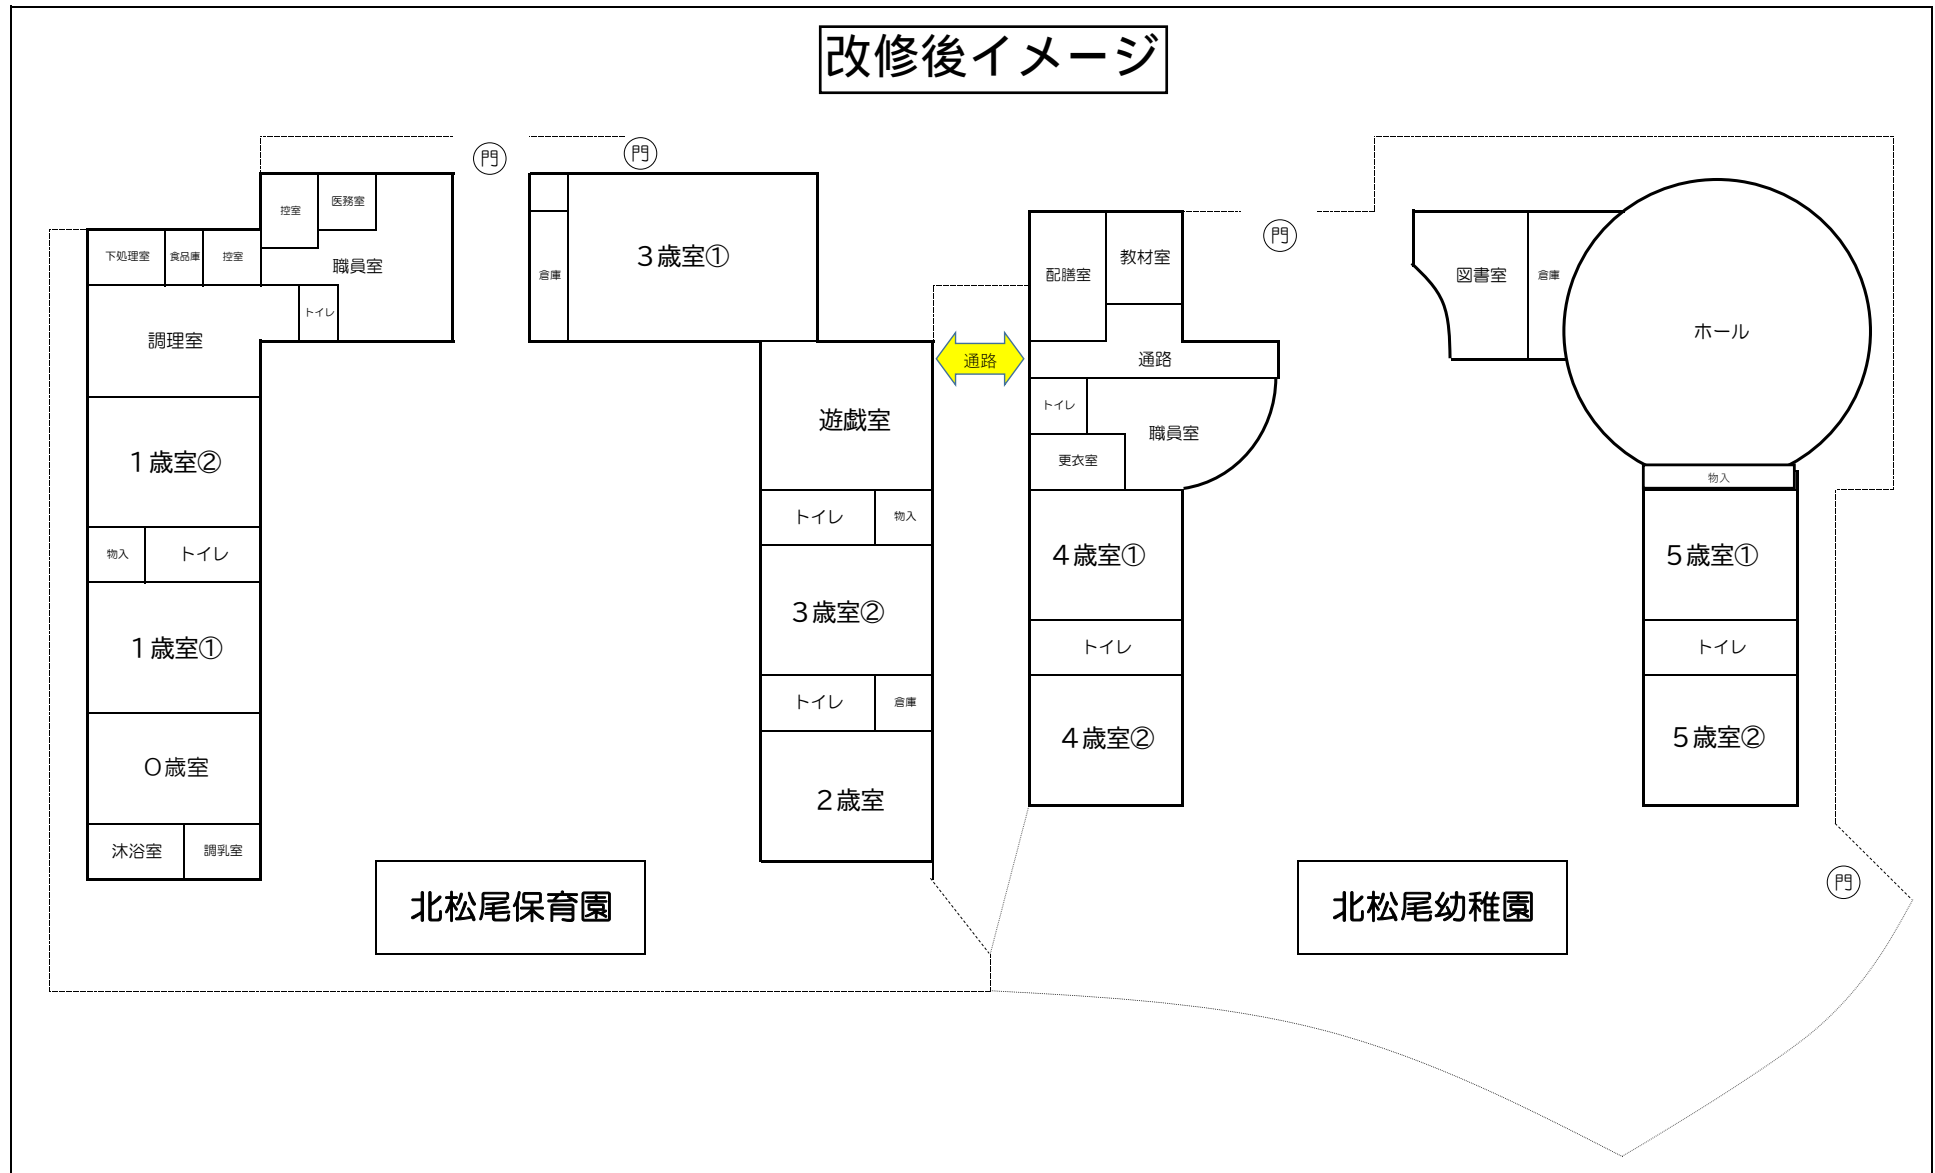 改修後イメージ
門
門
控室
医務室
職員室
下処理室
食品庫
控室
トイレ
調理室
1歳室②
物入
トイレ
1歳室①
0歳室
沐浴室
調乳室
倉庫
3歳室①
遊戯室
トイレ
物入
3歳室②
トイレ
倉庫
2歳室
北松尾保育園
通路
配膳室
教材室
門
通路
トイレ
職員室
更衣室
4歳室①
トイレ
4歳室②
図書室
倉庫
ホール
物入
5歳室①
トイレ
5歳室②
門
北松尾幼稚園